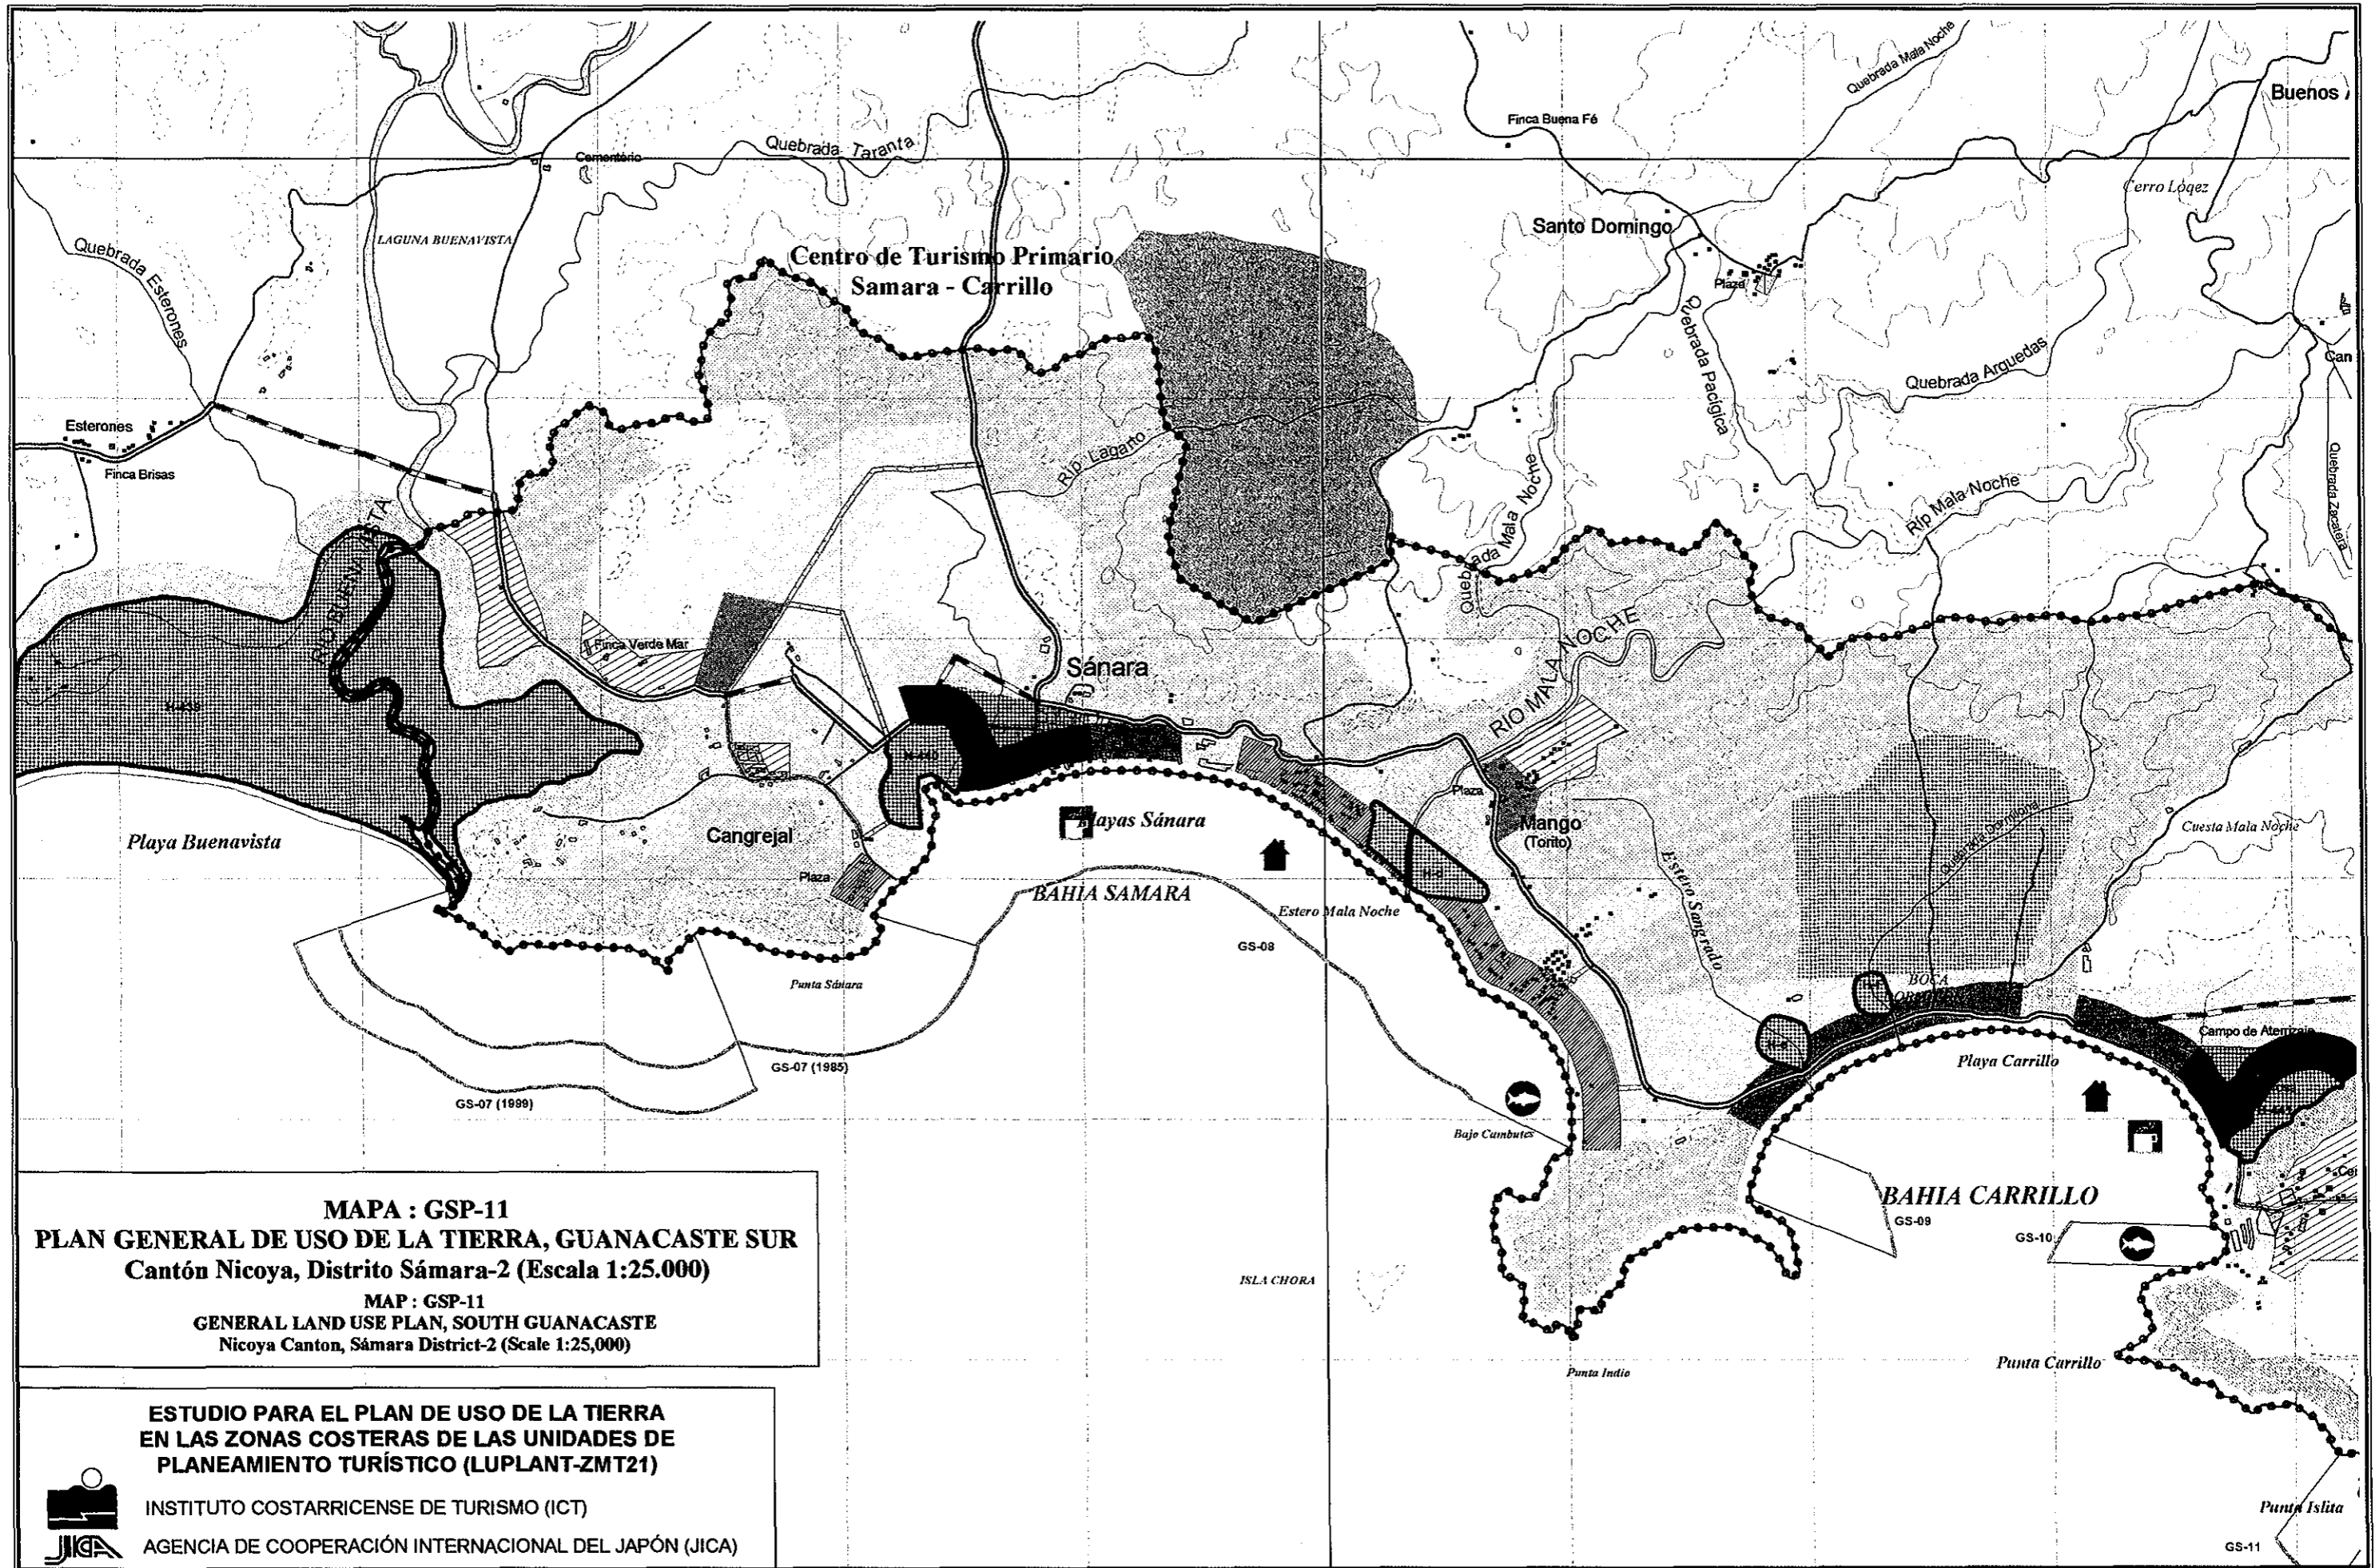 Quebrada Mala Noche
Buenos
Finca Buena Fé
Quebrada Taranta
Cementerio
Cerro Lóqez
Santo Domingo
LAGUNA BUENAVISTA
Quebrada Esterones
Centro de Turismo Primario
Samara - Carrillo
Plaza
Quebrada Pacigica
Quebrada Arquedas
Can
Esterones
Finca Brisas
Ríp Lagarto
Quebrada Mala Noche
Ríp Mala Noche
Quebrada Zacatera
RIO BUENAVISTA
Finca Verde Mar
Sánara
RIO MALA NOCHE
H-439
H-440
Plaza
Mango
(Torito)
Cuesta Mala Noche
Quebrada Dormilona
Playa Buenavista
Cangrejal
Playas Sánara
Plaza
H-d
Estero Sangrado
BAHIA SAMARA
Estero Mala Noche
GS-08
BOCA
Punta Sánara
Campo de Aterrizaje
H-e
Playa Carrillo
GS-07 (1985)
GS-07 (1999)
Bajo Cambutes
BAHIA CARRILLO
GS-09
GS-10
ISLA CHORA
Punta Indio
Punta Carrillo
Punta Islita
GS-11
MAPA : GSP-11
PLAN GENERAL DE USO DE LA TIERRA, GUANACASTE SUR
Cantón Nicoya, Distrito Sámara-2 (Escala 1:25.000)
MAP : GSP-11
GENERAL LAND USE PLAN, SOUTH GUANACASTE
Nicoya Canton, Sámara District-2 (Scale 1:25,000)
ESTUDIO PARA EL PLAN DE USO DE LA TIERRA
EN LAS ZONAS COSTERAS DE LAS UNIDADES DE
PLANEAMIENTO TURÍSTICO (LUPLANT-ZMT21)
INSTITUTO COSTARRICENSE DE TURISMO (ICT)
JICA AGENCIA DE COOPERACIÓN INTERNACIONAL DEL JAPÓN (JICA)